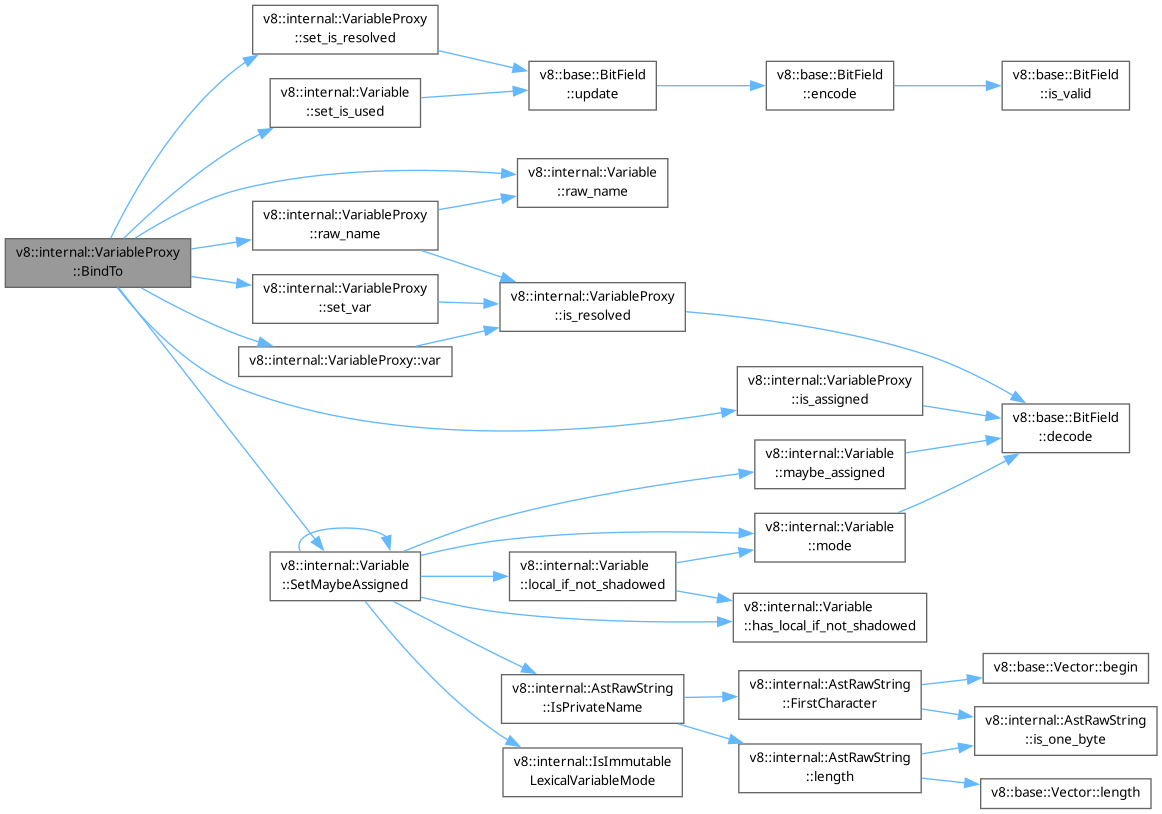 v8::internal::VariableProxy
::BindTo
v8::internal::VariableProxy
::set_is_resolved
v8::internal::Variable
::set_is_used
v8::internal::VariableProxy
::raw_name
v8::internal::VariableProxy
::set_var
v8::internal::VariableProxy::var
v8::internal::Variable
::SetMaybeAssigned
v8::base::BitField
::update
v8::internal::Variable
::raw_name
v8::internal::VariableProxy
::is_resolved
v8::internal::Variable
::local_if_not_shadowed
v8::internal::AstRawString
::IsPrivateName
v8::internal::IsImmutable
LexicalVariableMode
v8::base::BitField
::encode
v8::internal::VariableProxy
::is_assigned
v8::internal::Variable
::maybe_assigned
v8::internal::Variable
::mode
v8::internal::Variable
::has_local_if_not_shadowed
v8::internal::AstRawString
::FirstCharacter
v8::internal::AstRawString
::length
v8::base::BitField
::is_valid
v8::base::BitField
::decode
v8::base::Vector::begin
v8::internal::AstRawString
::is_one_byte
v8::base::Vector::length